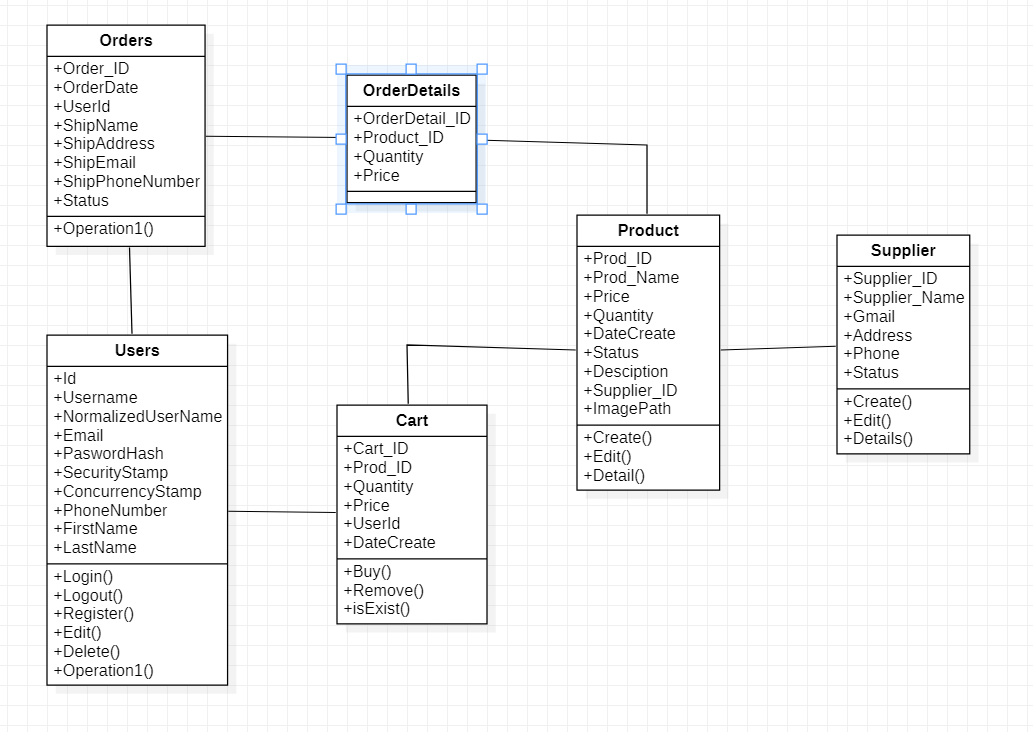 Orders
+Order_ID
+OrderDate
+UserId
+ShipName
+ShipAddress
+ShipEmail
+ShipPhoneNumber
+Status
+Operation1()
OrderDetails
+OrderDetail_ID
+Product_ID
+Quantity
+Price
Product
+Prod_ID
+Prod_Name
+Price
+Quantity
+DateCreate
+Status
+Desciption
+Supplier_ID
+ImagePath
+Create()
+Edit()
+Detail()
Supplier
+Supplier_ID
+Supplier_Name
+Gmail
+Address
+Phone
+Status
+Create()
+Edit()
+Details()
Users
+Id
+Username
+NormalizedUserName
+Email
+PaswordHash
+SecurityStamp
+ConcurrencyStamp
+PhoneNumber
+FirstName
+LastName
+Login()
+Logout()
+Register()
+Edit()
+Delete()
+Operation1()
Cart
+Cart_ID
+Prod_ID
+Quantity
+Price
+UserId
+DateCreate
+Buy()
+Remove()
+isExist()